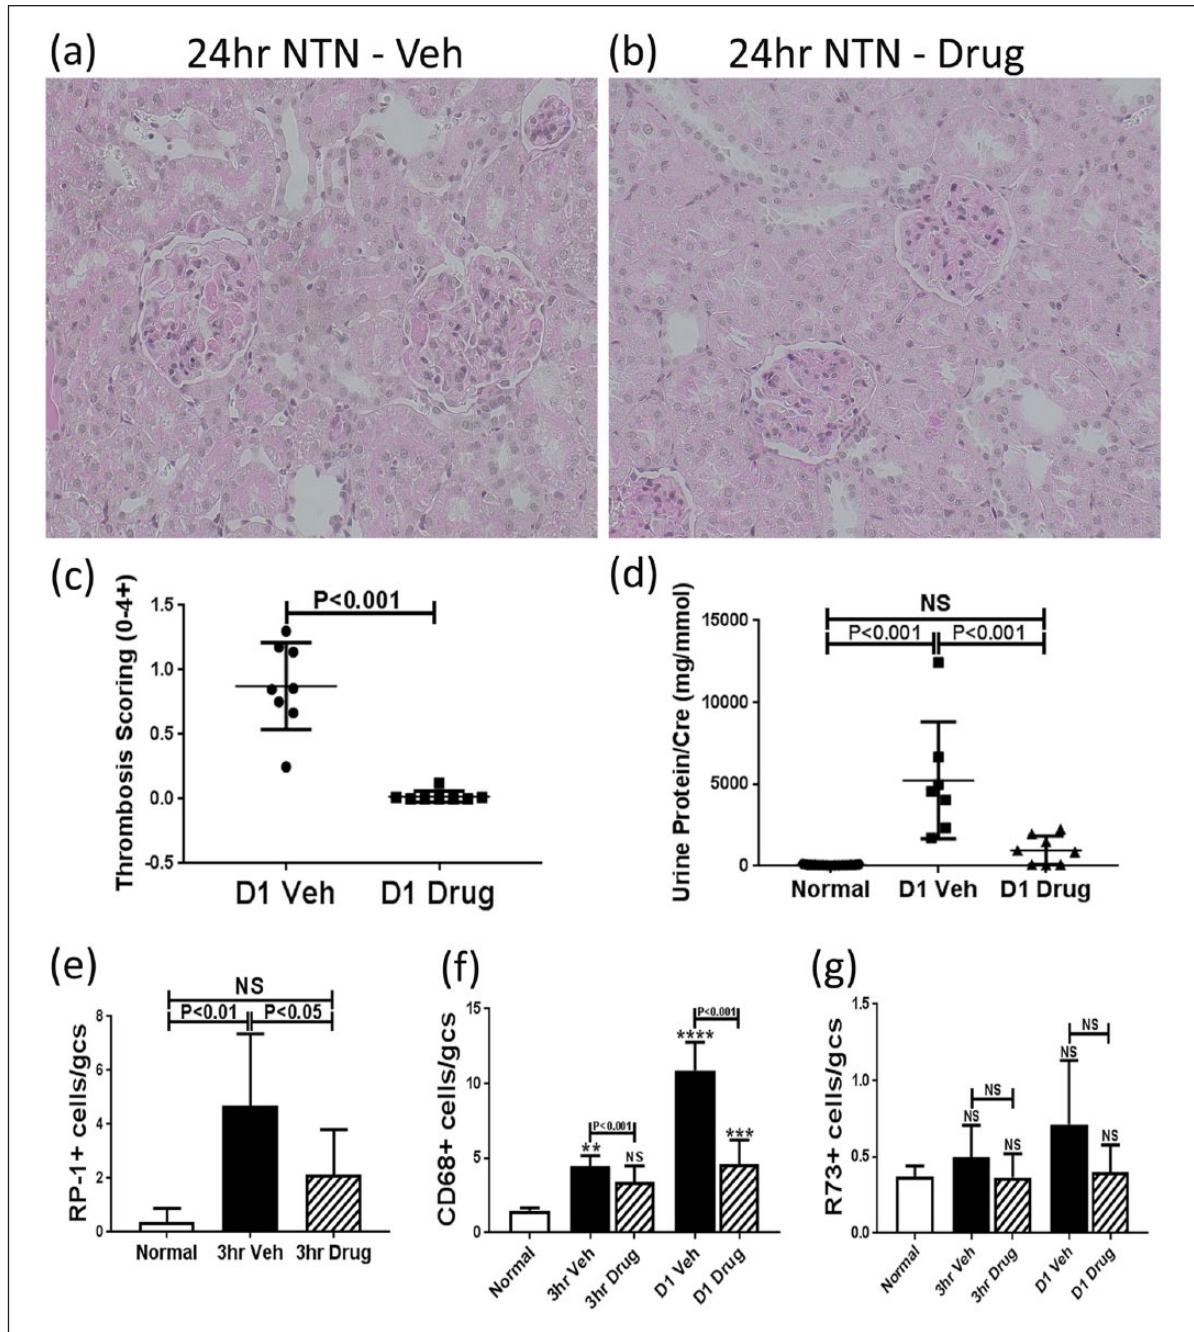 (a) 24hr NTN - Veh
(b) 24hr NTN - Drug
(c)
Thrombosis Scoring (0-4+)
P<0.001
1.5
1.0
0.5
0.0
-0.5
D1 Veh D1 Drug
(d)
Urine Protein/Cre (mg/mmol)
NS
P<0.001 P<0.001
15000
10000
5000
0
Normal D1 Veh D1 Drug
(e)
RP-1+ cells/gcs
NS
P<0.01 P<0.05
8
6
4
2
0
Normal 3hr Veh 3hr Drug
(f)
CD68+ cells/gcs
15
10
5
0
P<0.001
****
P<0.001
** NS ***
Normal
3hr Veh
3hr Drug
D1 Veh
D1 Drug
(g)
R73+ cells/gcs
1.5
1.0
0.5
0.0
NS
NS
NS
NS NS NS
Normal
3hr Veh
3hr Drug
D1 Veh
D1 Drug